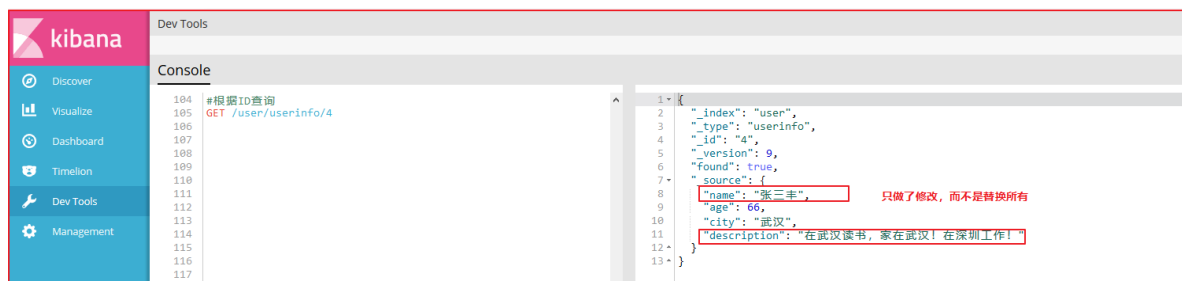 kibana
Discover
Visualize
Dashboard
Timelion
Dev Tools
Management
Dev Tools
Console
104 #根据ID查询
105 GET /user/userinfo/4
106
107
108
109
110
111
112
113
114
115
116
117
1 {
2 "_index": "user",
3 "_type": "userinfo",
4 "_id": "4",
5 "_version": 9,
6 "found": true,
7 "_source": {
8 "name": "张三丰", 只做了修改，而不是替换所有
9 "age": 66,
10 "city": "武汉",
11 "description": "在武汉读书，家在武汉！在深圳工作！"
12 }
13 }